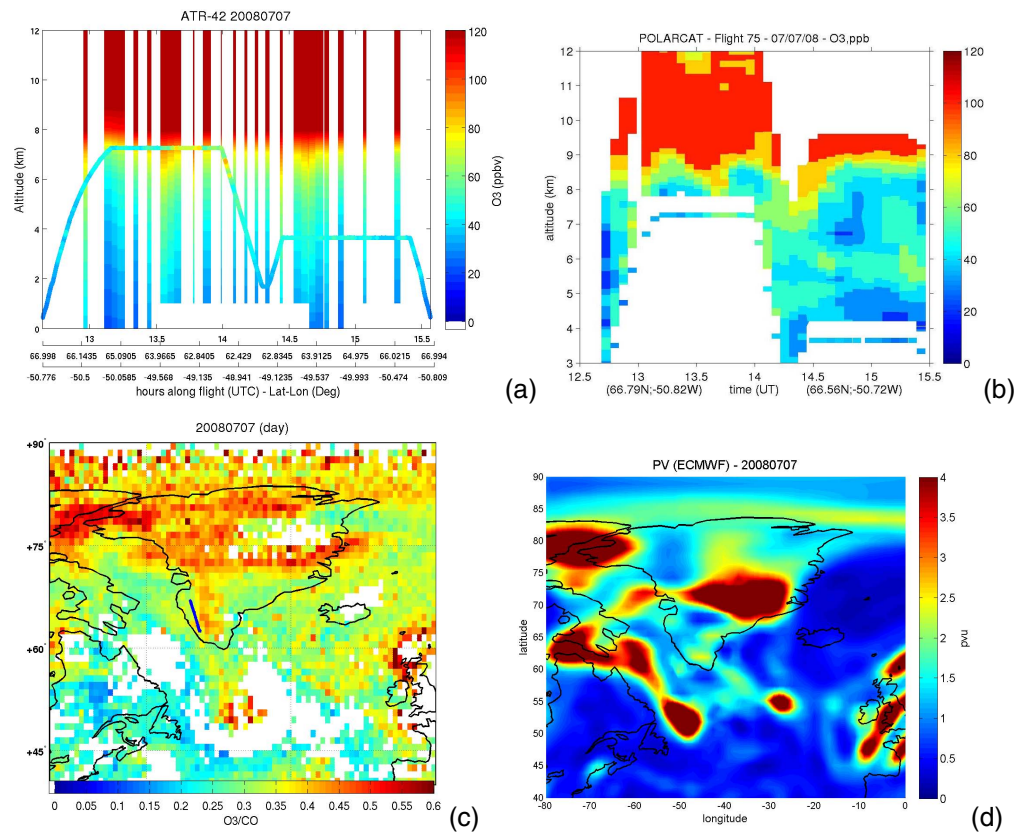 ATR-42 20080707
12
10
8
6
4
2
0
Altitude (km)
13
13.5
14
14.5
15
66.998 66.1435 65.0905 63.9665 62.8405 62.429 62.8345 63.9125 64.975 66.0215 66.994
-50.776 -50.5 -50.0585 -49.568 -49.135 -48.941 -49.1235 -49.537 -49.993 -50.474 -50.809
hours along flight (UTC) - Lat-Lon (Deg)
120
100
80
60
40
20
0
O3 (ppbv)
(a)
POLARCAT - Flight 75 - 07/07/08 - O3,ppb
12
11
10
9
8
7
6
5
4
3
altitude (km)
12.5 13 13.5 14 14.5 15 15.5
(66.79N;-50.82W) time (UT) (66.56N;-50.72W)
120
100
80
60
40
20
0
(b)
20080707 (day)
+90°
+75°
+60°
+45°
0 0.05 0.1 0.15 0.2 0.25 0.3 0.35 0.4 0.45 0.5 0.55 0.6
O3/CO
(c)
PV (ECMWF) - 20080707
90
85
80
75
70
65
60
55
50
45
40
latitude
-80 -70 -60 -50 -40 -30 -20 -10 0
longitude
4
3.5
3
2.5
2
1.5
1
0.5
0
pvu
(d)